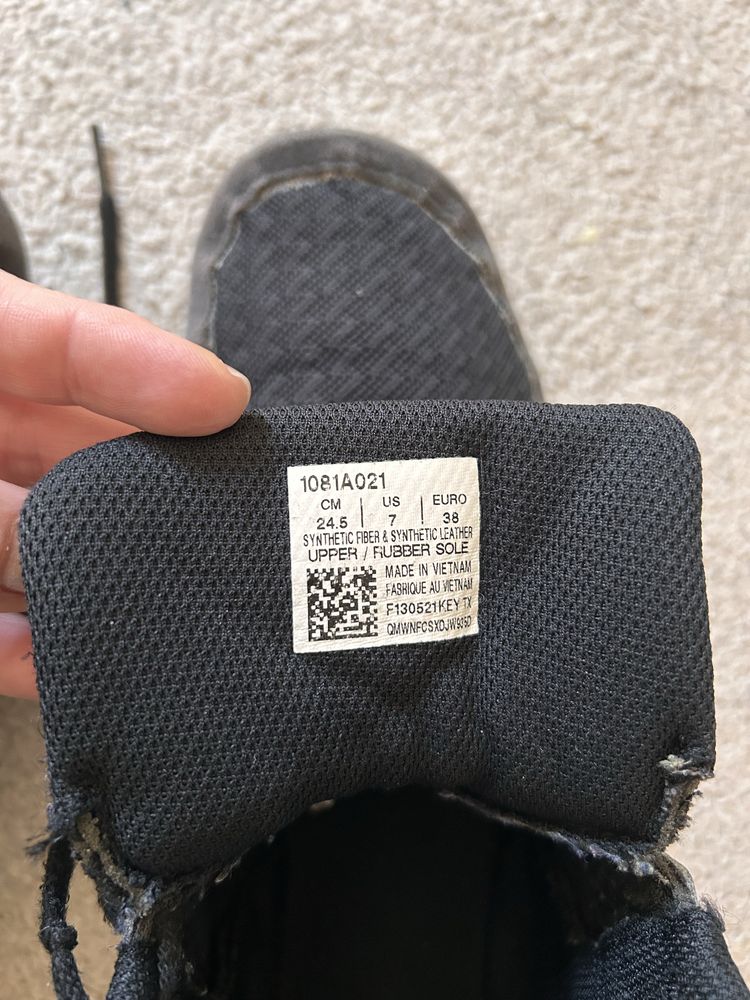 1081A021
CM | US | EURO
24.5 | 7 | 38
SYNTHETIC FIBER & SYNTHETIC LEATHER
UPPER / RUBBER SOLE
MADE IN VIETNAM
FABRIQUE AU VIETNAM
F130521KEY TX
QMWNFCSXDJW935D